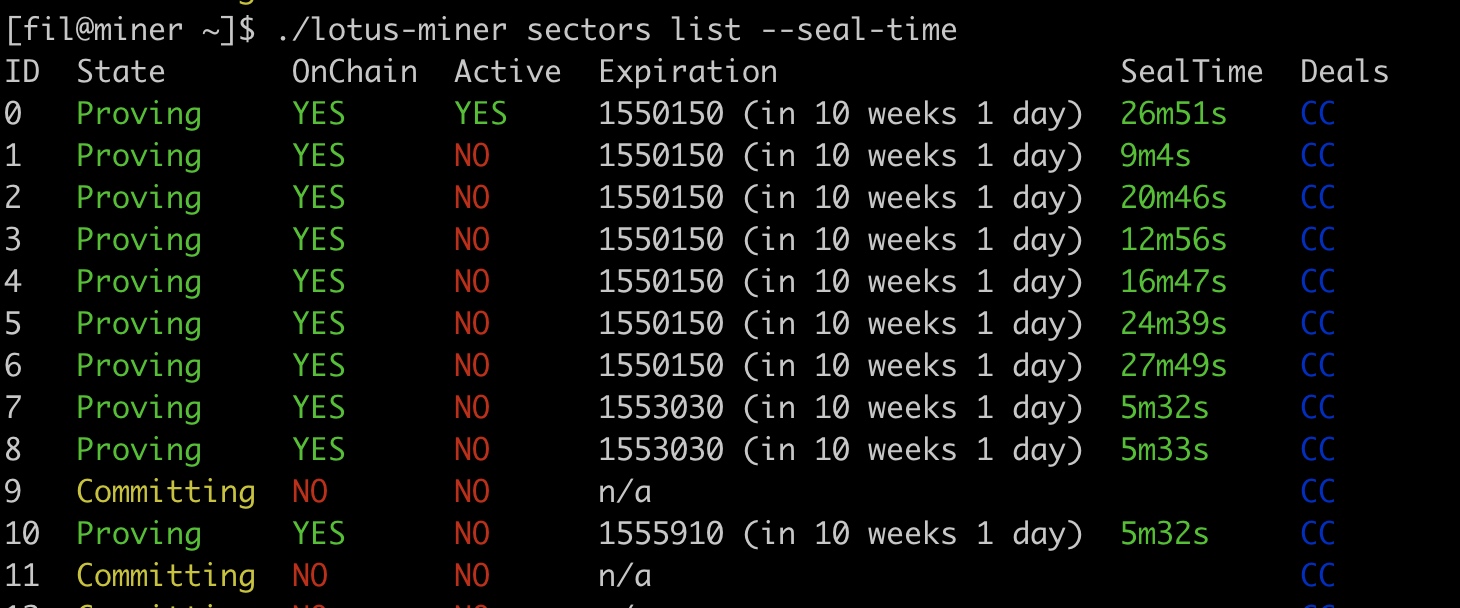 [fil@miner ~]$ ./lotus-miner sectors list --seal-time
ID  State       OnChain  Active  Expiration                    SealTime  Deals
0   Proving     YES      YES     1550150 (in 10 weeks 1 day)  26m51s    CC
1   Proving     YES      NO      1550150 (in 10 weeks 1 day)  9m4s      CC
2   Proving     YES      NO      1550150 (in 10 weeks 1 day)  20m46s    CC
3   Proving     YES      NO      1550150 (in 10 weeks 1 day)  12m56s    CC
4   Proving     YES      NO      1550150 (in 10 weeks 1 day)  16m47s    CC
5   Proving     YES      NO      1550150 (in 10 weeks 1 day)  24m39s    CC
6   Proving     YES      NO      1550150 (in 10 weeks 1 day)  27m49s    CC
7   Proving     YES      NO      1553030 (in 10 weeks 1 day)  5m32s     CC
8   Proving     YES      NO      1553030 (in 10 weeks 1 day)  5m33s     CC
9   Committing  NO       NO      n/a                                    CC
10  Proving     YES      NO      1555910 (in 10 weeks 1 day)  5m32s     CC
11  Committing  NO       NO      n/a                                    CC